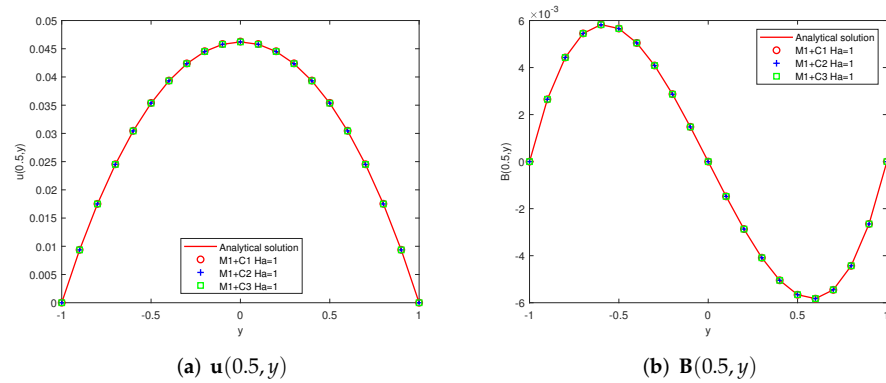 0.05
0.045
0.04
0.035
0.03
0.025
0.02
0.015
0.01
0.005
0
u(0.5,y)
-1
-0.5
0
0.5
1
y
Analytical solution
M1+C1 Ha=1
M1+C2 Ha=1
M1+C3 Ha=1
(a) u(0.5, y)
×10⁻³
6
4
2
0
-2
-4
-6
B(0.5,y)
-1
-0.5
0
0.5
1
y
Analytical solution
M1+C1 Ha=1
M1+C2 Ha=1
M1+C3 Ha=1
(b) B(0.5, y)